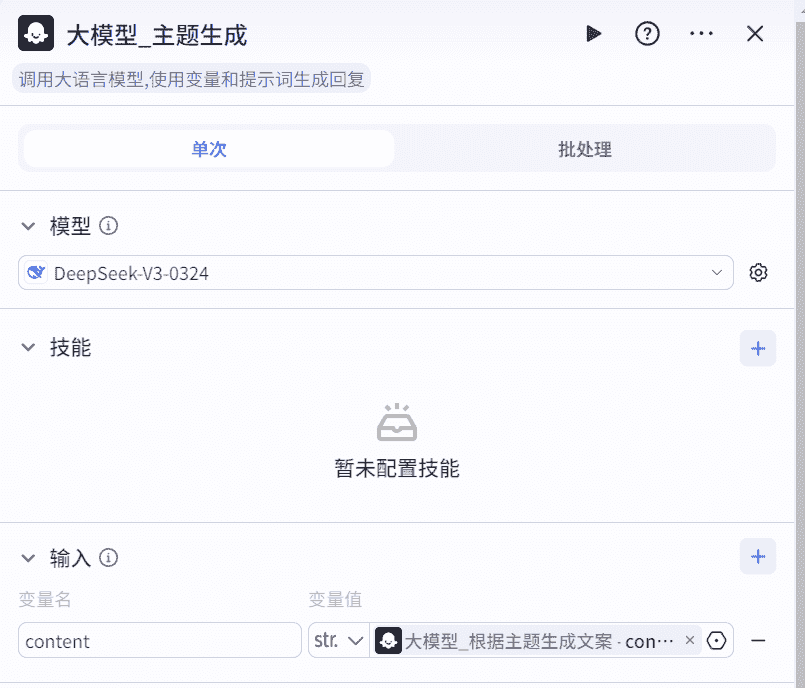 大模型_主题生成
调用大语言模型,使用变量和提示词生成回复
单次
批处理
模型
DeepSeek-V3-0324
技能
暂未配置技能
输入
变量名
变量值
content
str. 大模型_根据主题生成文案 - con···